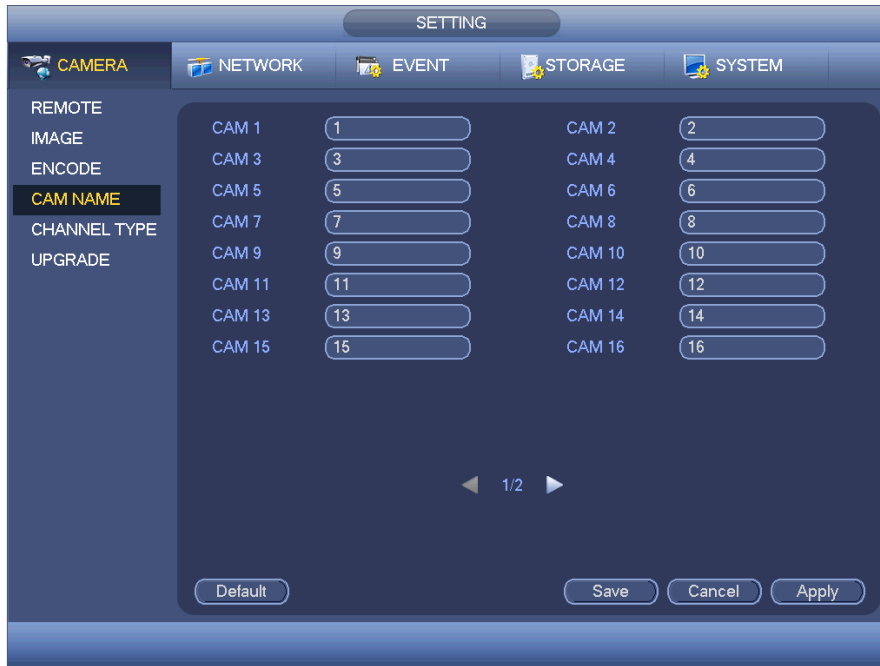 SETTING
CAMERA NETWORK EVENT STORAGE SYSTEM
REMOTE
IMAGE
ENCODE
CAM NAME
CHANNEL TYPE
UPGRADE
CAM 1 1 CAM 2 2
CAM 3 3 CAM 4 4
CAM 5 5 CAM 6 6
CAM 7 7 CAM 8 8
CAM 9 9 CAM 10 10
CAM 11 11 CAM 12 12
CAM 13 13 CAM 14 14
CAM 15 15 CAM 16 16
1/2
Default Save Cancel Apply